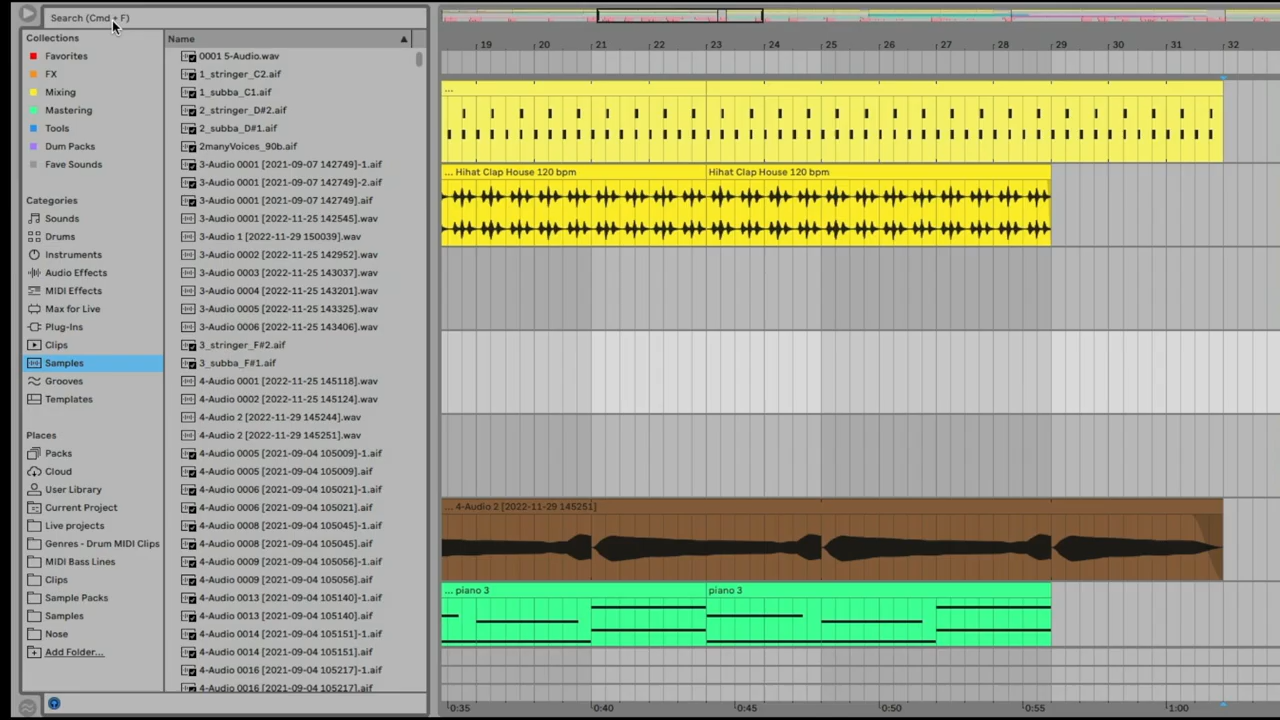 Search (Cmd + F)
Collections
Favorites
FX
Mixing
Mastering
Tools
Dum Packs
Fave Sounds
Categories
Sounds
Drums
Instruments
Audio Effects
MIDI Effects
Max for Live
Plug-Ins
Clips
Samples
Grooves
Templates
Places
Packs
Cloud
User Library
Current Project
Live projects
Genres - Drum MIDI Clips
MIDI Bass Lines
Clips
Sample Packs
Samples
Nose
Add Folder...
Name
0001 5-Audio.wav
1_stringer_C2.aif
1_subba_C1.aif
2_stringer_D#2.aif
2_subba_D#1.aif
2manyVoices_90b.aif
3-Audio 0001 [2021-09-07 142749]-1.aif
3-Audio 0001 [2021-09-07 142749]-2.aif
3-Audio 0001 [2021-09-07 142749].aif
3-Audio 0001 [2022-11-25 142545].wav
3-Audio 1 [2022-11-29 150039].wav
3-Audio 0002 [2022-11-25 142952].wav
3-Audio 0003 [2022-11-25 143037].wav
3-Audio 0004 [2022-11-25 143201].wav
3-Audio 0005 [2022-11-25 143325].wav
3-Audio 0006 [2022-11-25 143406].wav
3_stringer_F#2.aif
3_subba_F#1.aif
4-Audio 0001 [2022-11-25 145118].wav
4-Audio 0002 [2022-11-25 145124].wav
4-Audio 2 [2022-11-29 145244].wav
4-Audio 2 [2022-11-29 145251].wav
4-Audio 0005 [2021-09-04 105009]-1.aif
4-Audio 0005 [2021-09-04 105009].aif
4-Audio 0006 [2021-09-04 105021]-1.aif
4-Audio 0006 [2021-09-04 105021].aif
4-Audio 0008 [2021-09-04 105045]-1.aif
4-Audio 0008 [2021-09-04 105045].aif
4-Audio 0009 [2021-09-04 105056]-1.aif
4-Audio 0009 [2021-09-04 105056].aif
4-Audio 0013 [2021-09-04 105140]-1.aif
4-Audio 0013 [2021-09-04 105140].aif
4-Audio 0014 [2021-09-04 105151]-1.aif
4-Audio 0014 [2021-09-04 105151].aif
4-Audio 0016 [2021-09-04 105217]-1.aif
4-Audio 0016 [2021-09-04 105217].aif
19 20 21 22 23 24 25 26 27 28 29 30 31 32
...
... Hihat Clap House 120 bpm Hihat Clap House 120 bpm
... 4-Audio 2 [2022-11-29 145251]
... piano 3 piano 3
0:35 0:40 0:45 0:50 0:55 1:00